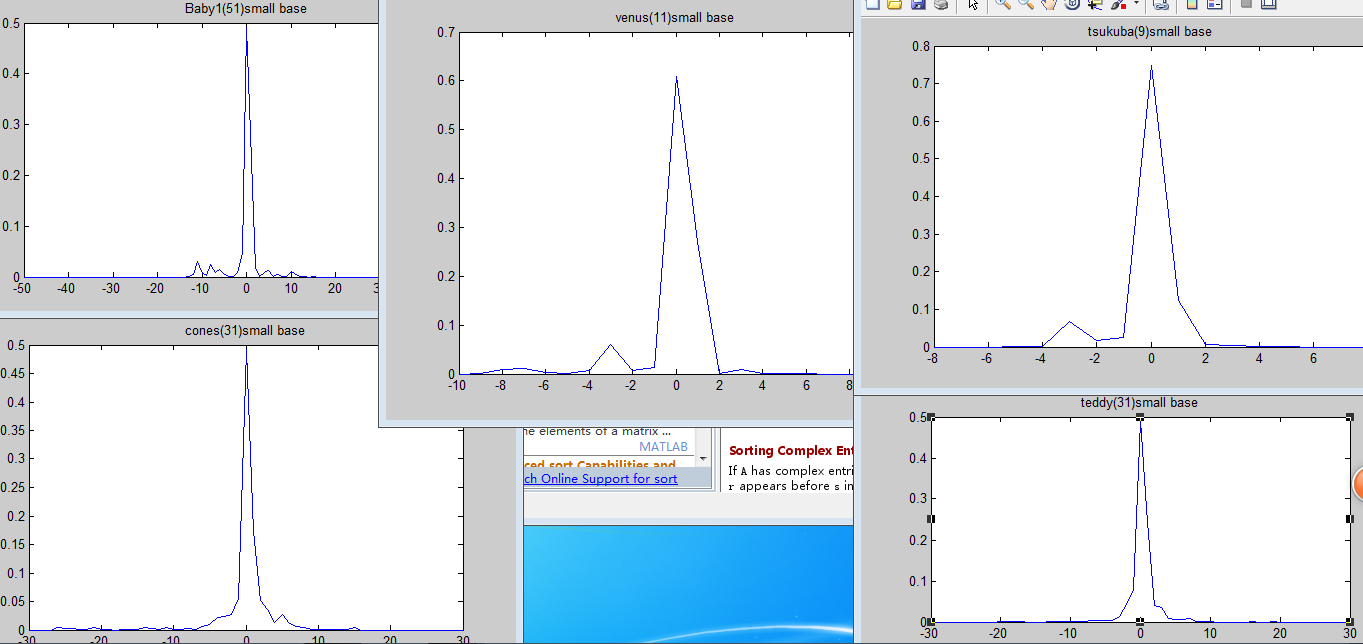 Baby1(51)small base
0.5
0.4
0.3
0.2
0.1
0
-50 -40 -30 -20 -10 0 10 20
cones(31)small base
0.5
0.45
0.4
0.35
0.3
0.25
0.2
0.15
0.1
0.05
0
-30 -20 -10 0 10 20 30
venus(11)small base
0.7
0.6
0.5
0.4
0.3
0.2
0.1
0
-10 -8 -6 -4 -2 0 2 4 6 8
ne elements of a matrix ...
MATLAB
ced sort Capabilities and
ch Online Support for sort
Sorting Complex Ent
If A has complex entri
r appears before s in
tsukuba(9)small base
0.8
0.7
0.6
0.5
0.4
0.3
0.2
0.1
0
-8 -6 -4 -2 0 2 4 6
teddy(31)small base
0.5
0.4
0.3
0.2
0.1
0
-30 -20 -10 0 10 20 30